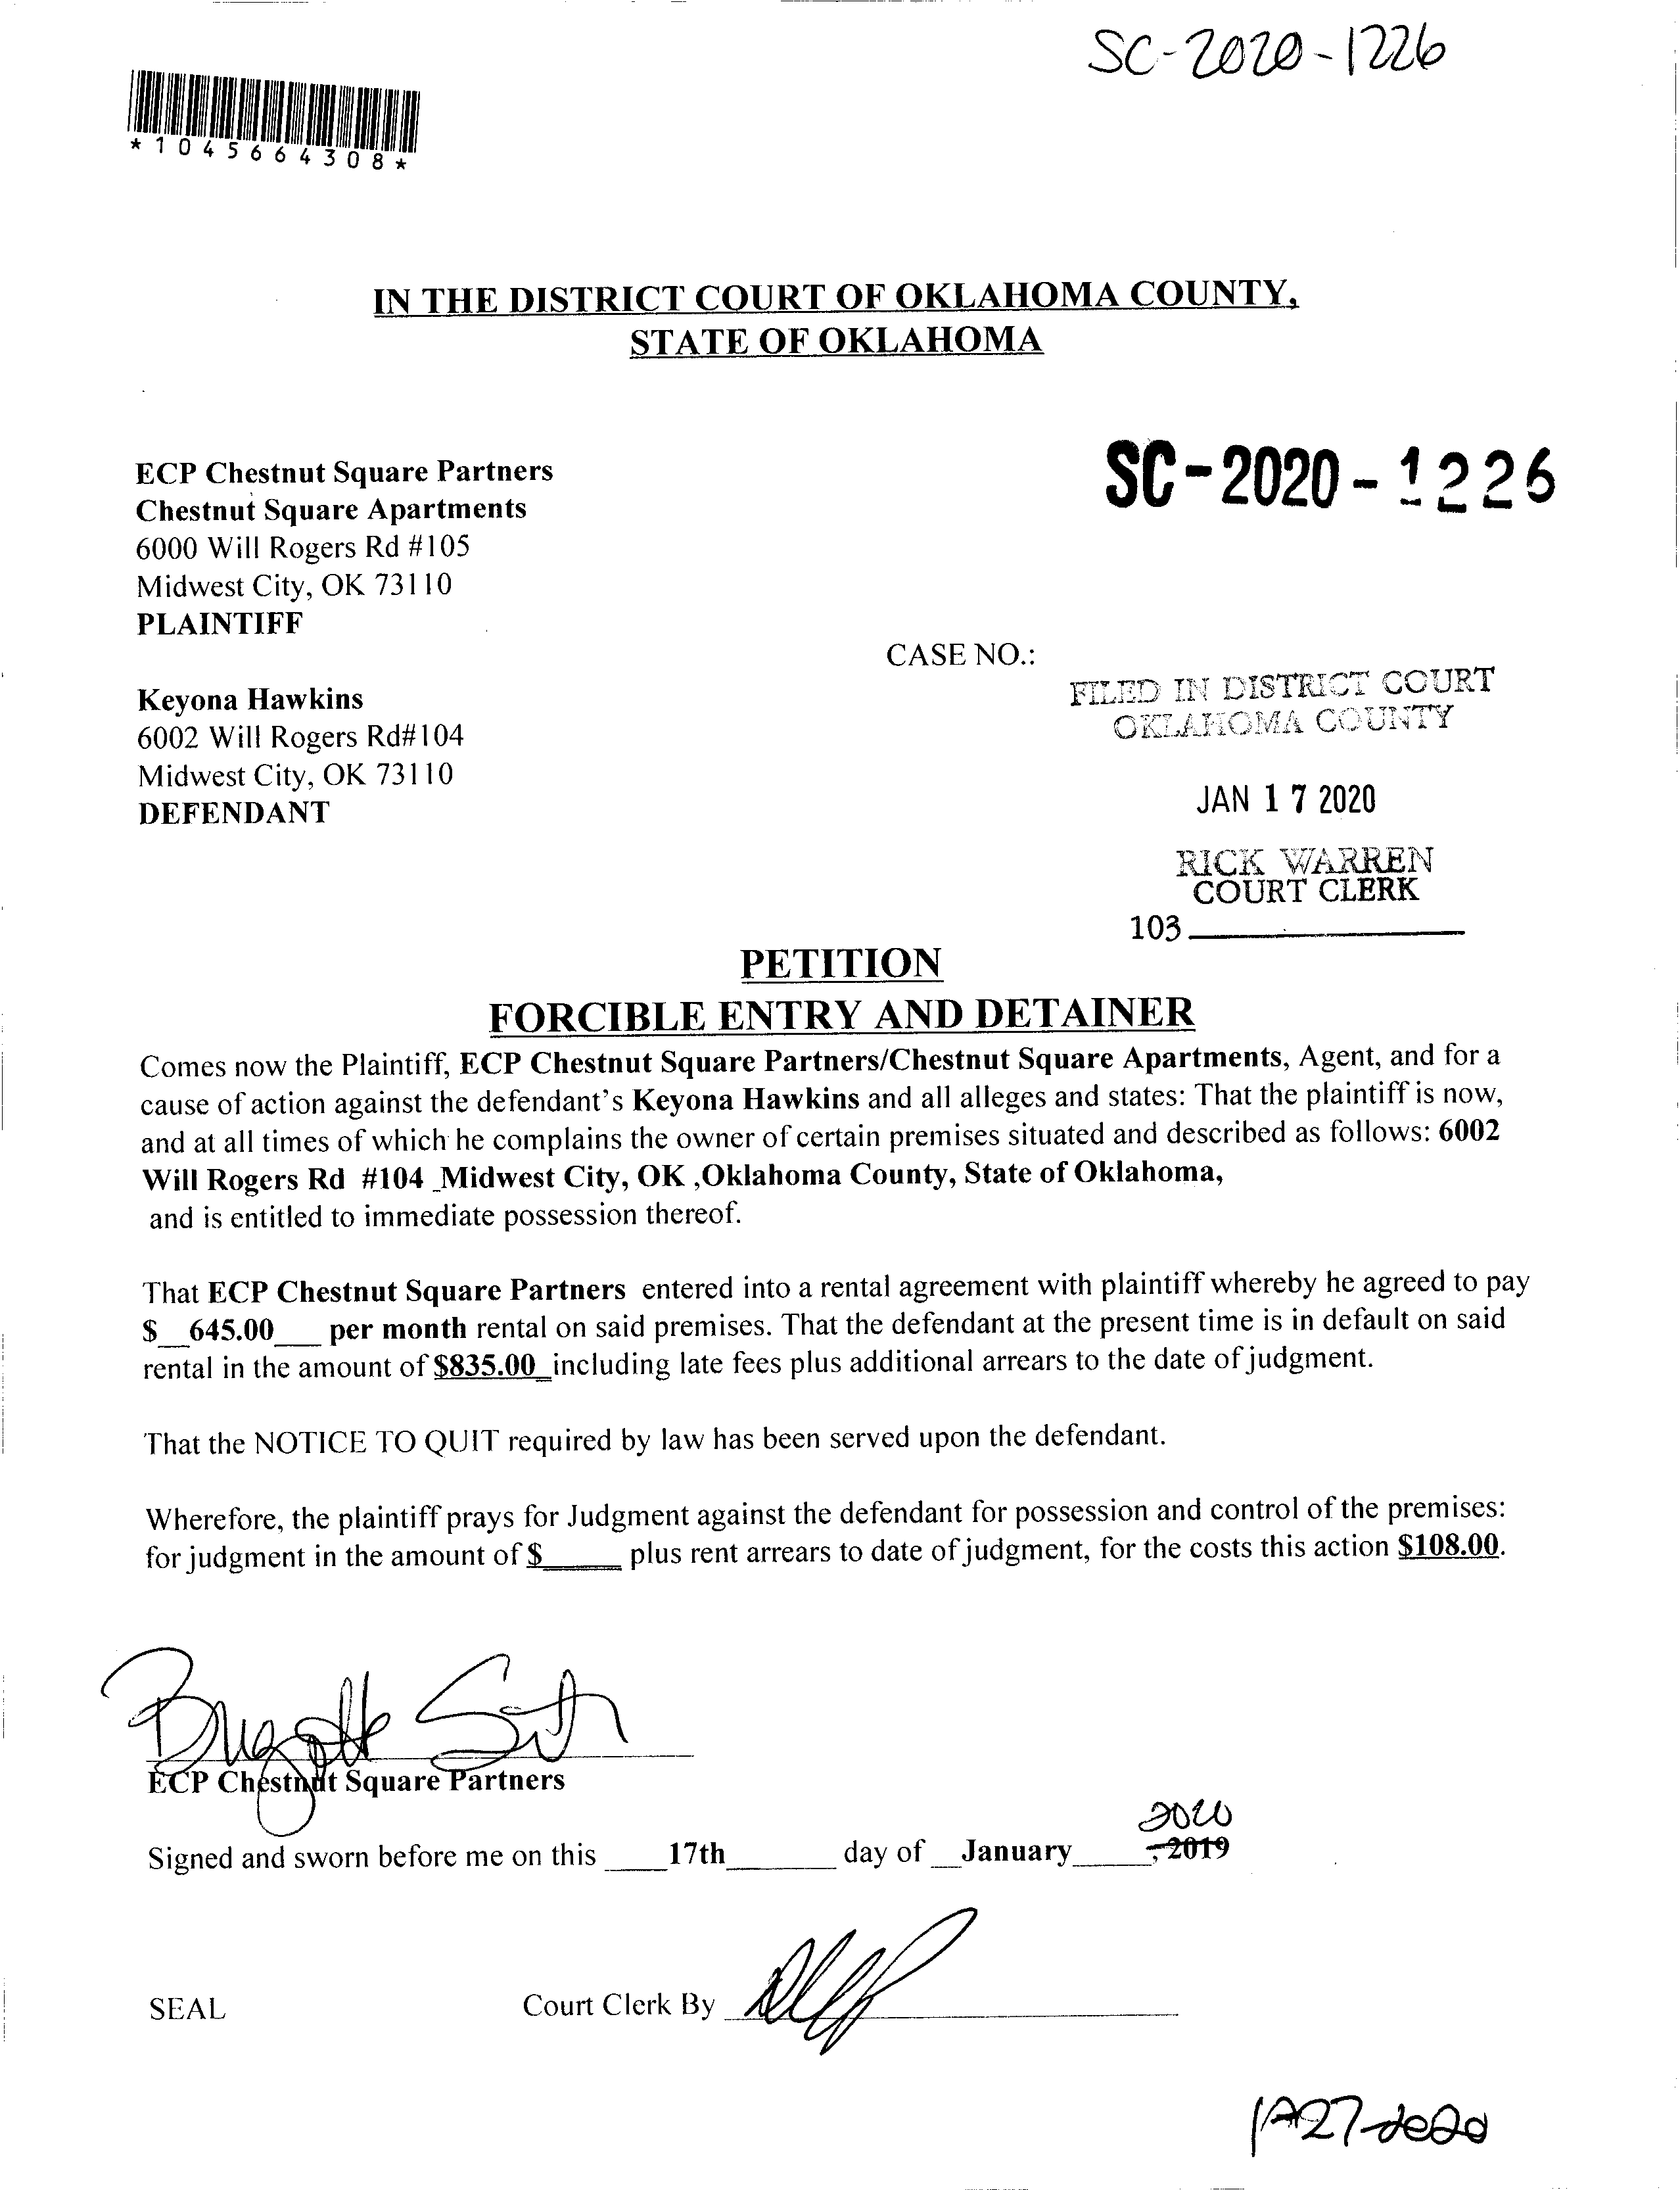 SC-2020-1226
*1045664308*
IN THE DISTRICT COURT OF OKLAHOMA COUNTY,
STATE OF OKLAHOMA
ECP Chestnut Square Partners
Chestnut Square Apartments
6000 Will Rogers Rd #105
Midwest City, OK 73110
PLAINTIFF
SC-2020-1226
CASE NO.:
Keyona Hawkins
6002 Will Rogers Rd#104
Midwest City, OK 73110
DEFENDANT
FILED IN DISTRICT COURT
OKLAHOMA COUNTY
JAN 17 2020
RICK WARREN
COURT CLERK
103
PETITION
FORCIBLE ENTRY AND DETAINER
Comes now the Plaintiff, ECP Chestnut Square Partners/Chestnut Square Apartments, Agent, and for a
cause of action against the defendant's Keyona Hawkins and all alleges and states: That the plaintiff is now,
and at all times of which he complains the owner of certain premises situated and described as follows: 6002
Will Rogers Rd #104 _Midwest City, OK ,Oklahoma County, State of Oklahoma,
and is entitled to immediate possession thereof.
That ECP Chestnut Square Partners entered into a rental agreement with plaintiff whereby he agreed to pay
$__645.00___ per month rental on said premises. That the defendant at the present time is in default on said
rental in the amount of $835.00_including late fees plus additional arrears to the date of judgment.
That the NOTICE TO QUIT required by law has been served upon the defendant.
Wherefore, the plaintiff prays for Judgment against the defendant for possession and control of the premises:
for judgment in the amount of $_____ plus rent arrears to date of judgment, for the costs this action $108.00.
ECP Chestnut Square Partners
2020
Signed and sworn before me on this ____17th_______ day of __January_____, 2019
SEAL Court Clerk By